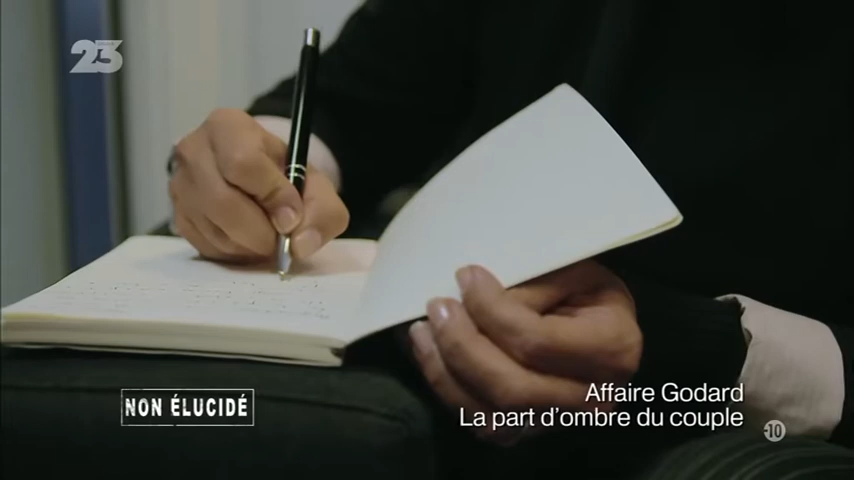 23
NON ÉLUCIDÉ
Affaire Godard
La part d'ombre du couple
-10